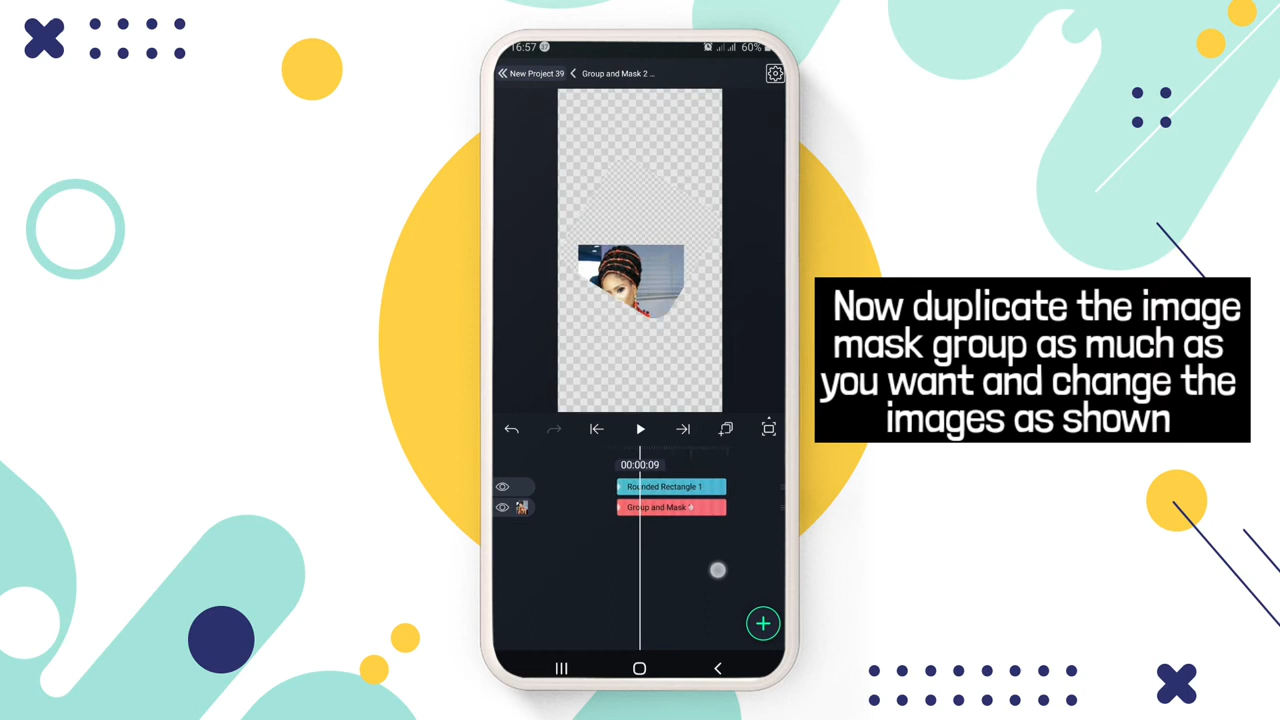 16:57 37 60%
New Project 39 Group and Mask 2 ...
Now duplicate the image
mask group as much as
you want and change the
images as shown
00:00:09
Rounded Rectangle 1
Group and Mask